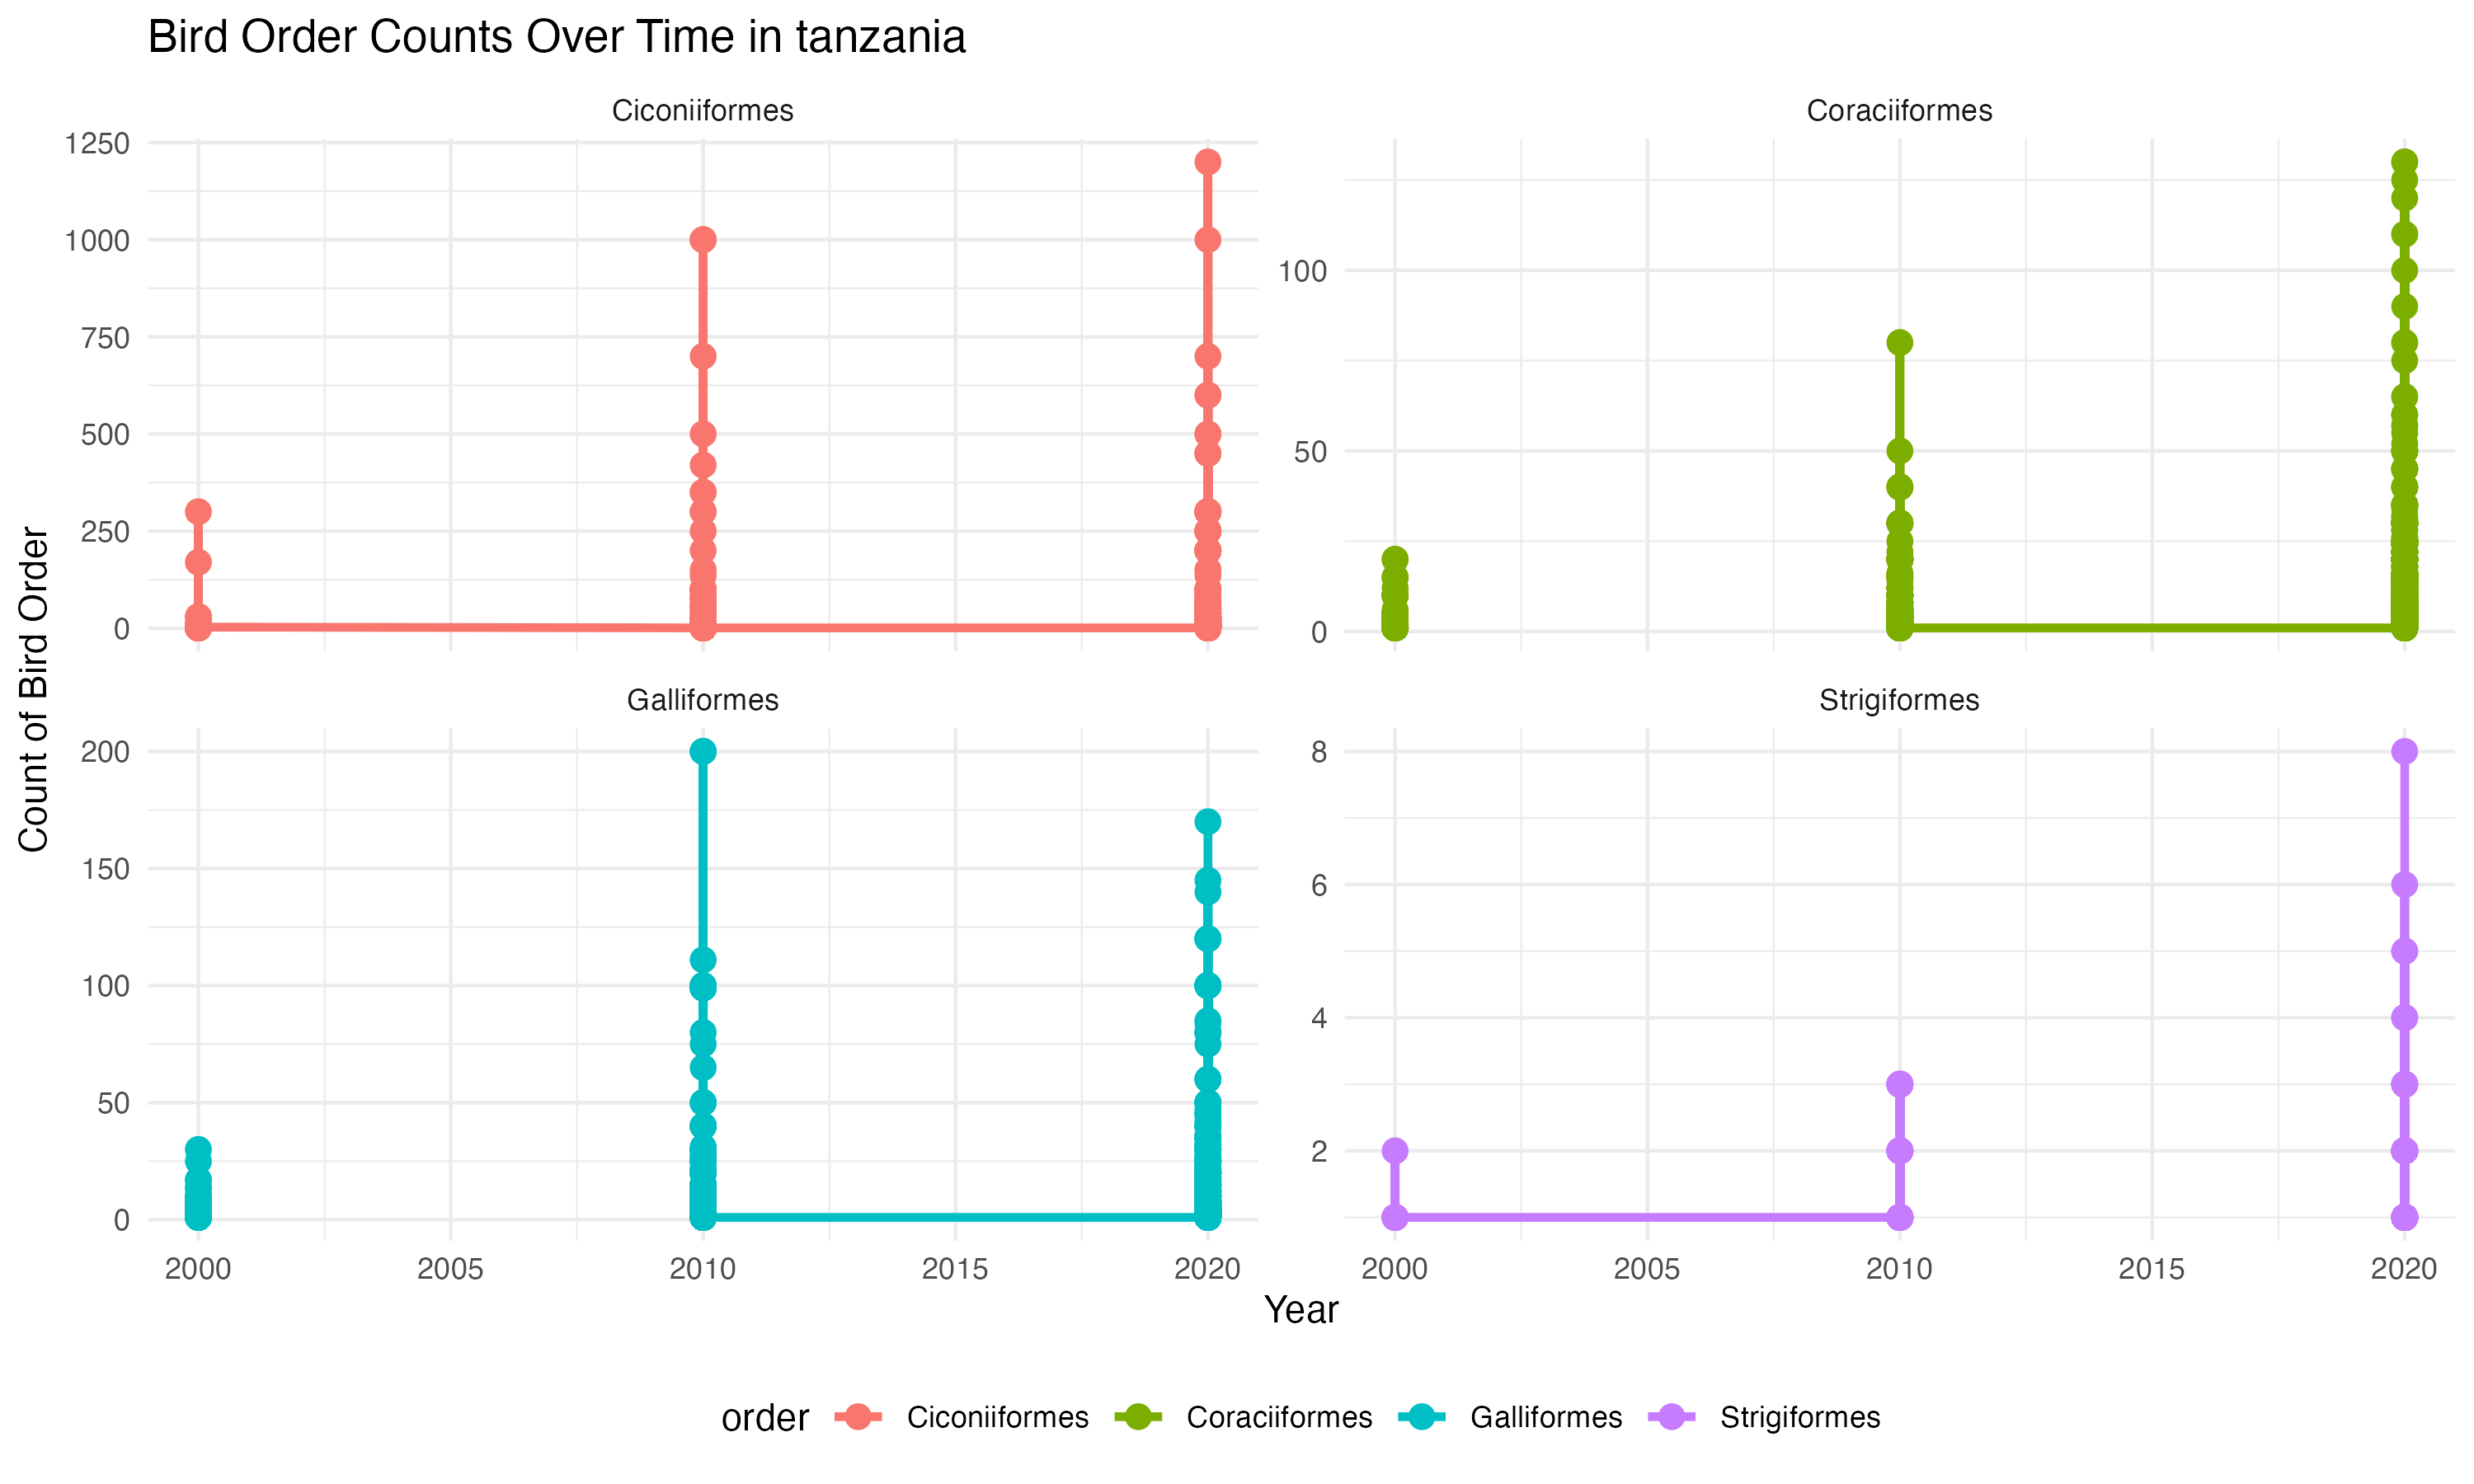 Bird Order Counts Over Time in tanzania
Ciconiiformes
Coraciiformes
1250
1000
750
500
250
0
100
50
0
Count of Bird Order
Galliformes
Strigiformes
200
150
100
50
0
8
6
4
2
2000 2005 2010 2015 2020
2000 2005 2010 2015 2020
Year
order Ciconiiformes Coraciiformes Galliformes Strigiformes